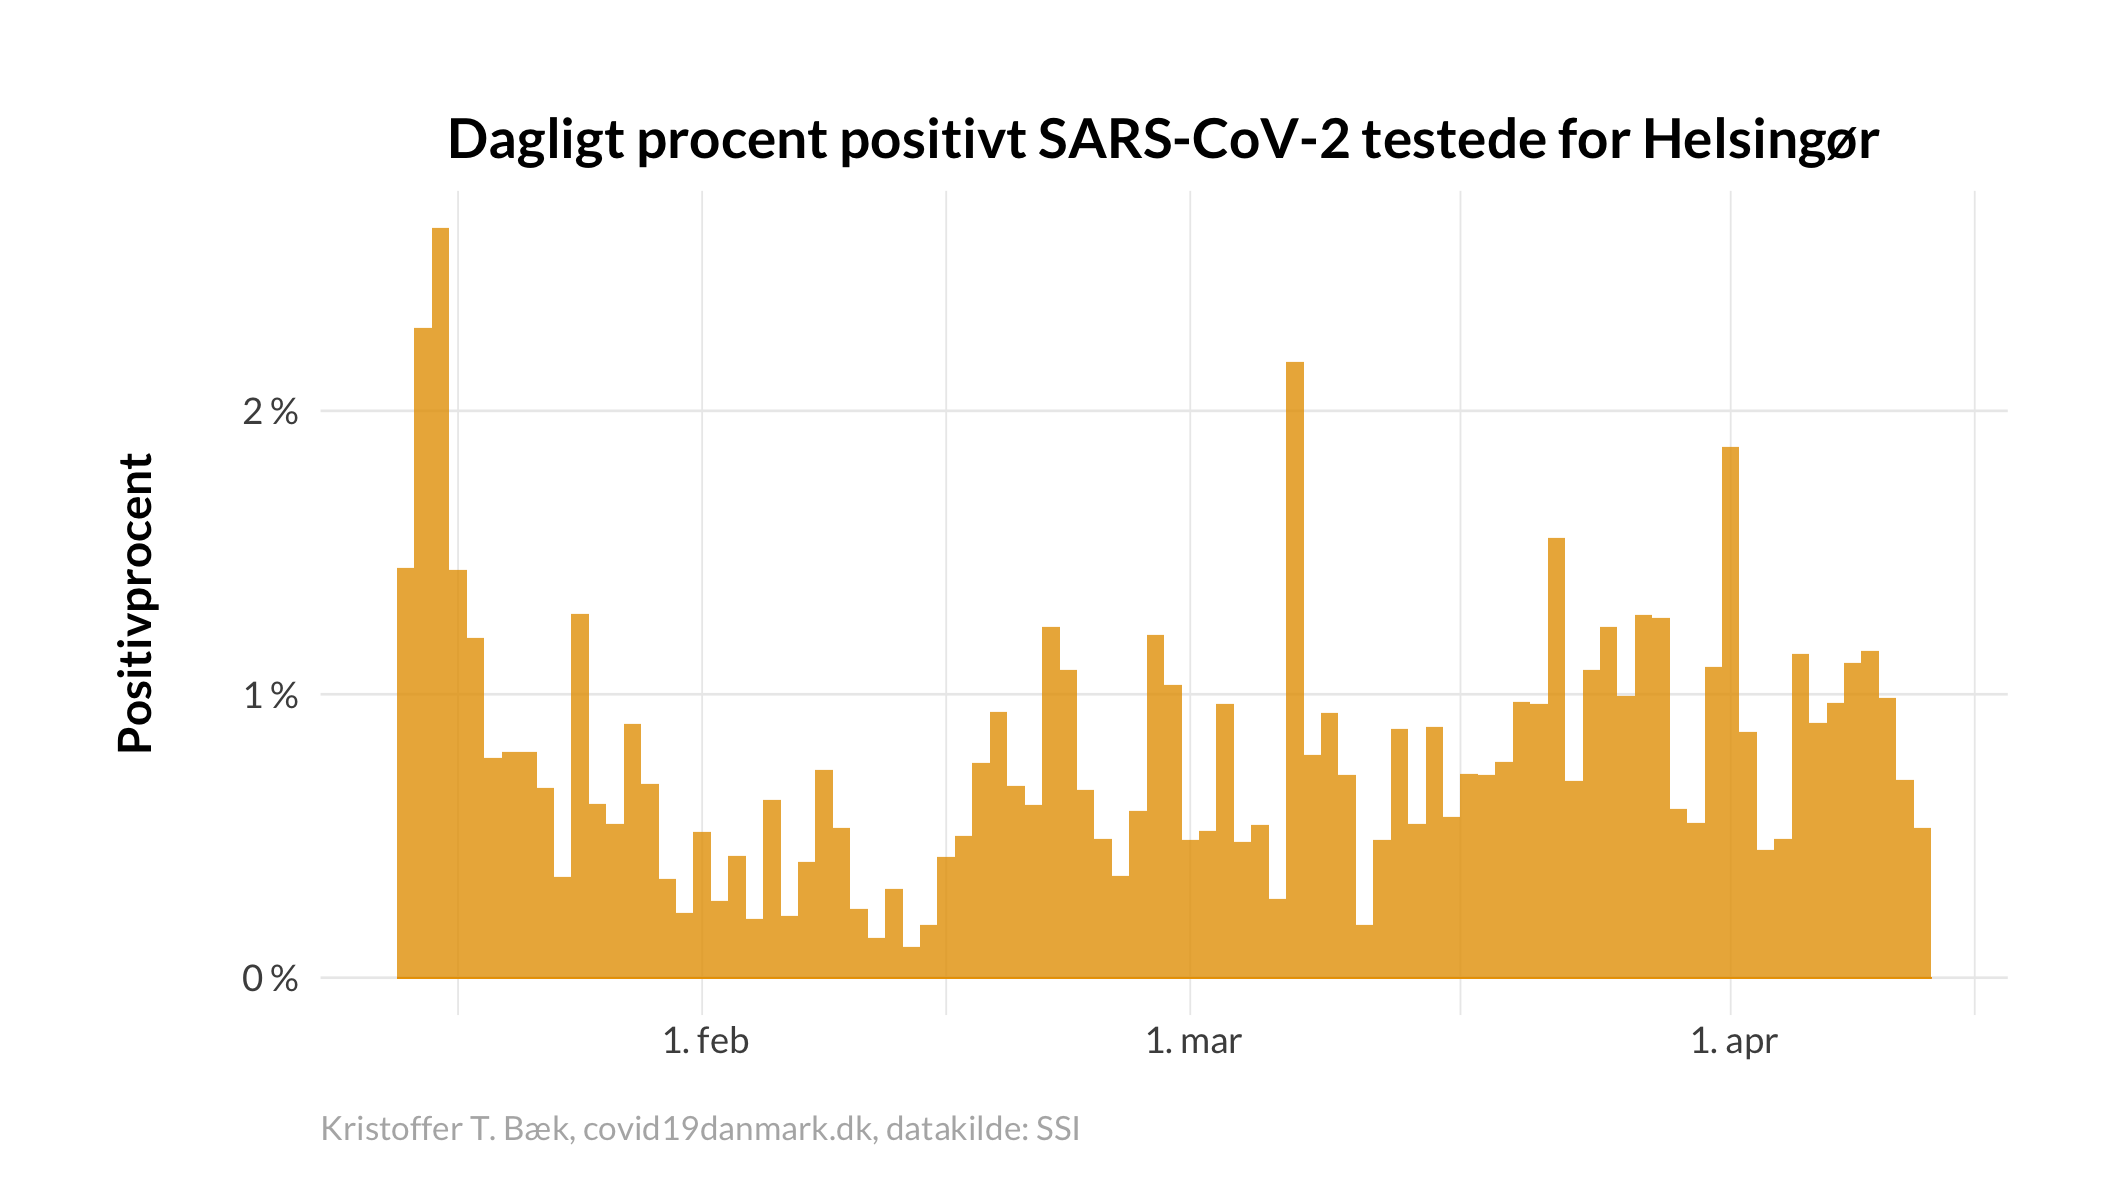 Dagligt procent positivt SARS-CoV-2 testede for Helsingør
Positivprocent
2 %
1 %
0 %
1. feb
1. mar
1. apr
Kristoffer T. Bæk, covid19danmark.dk, datakilde: SSI